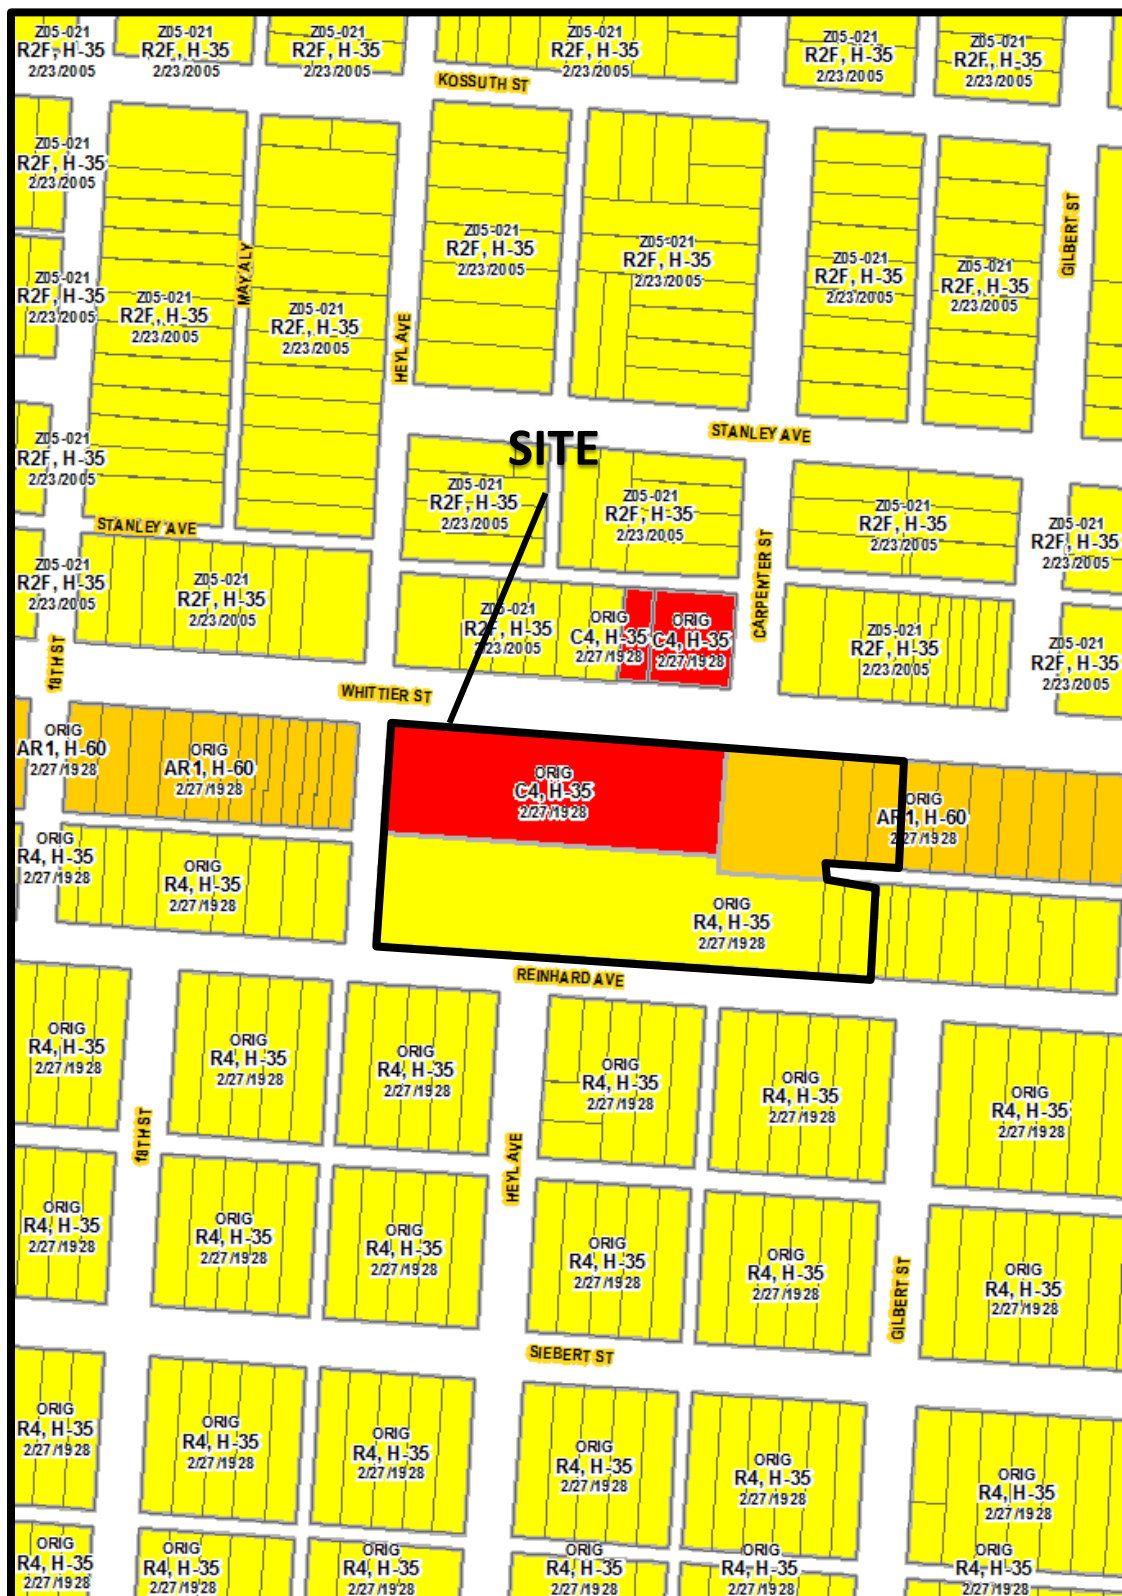 Z05-021
R2F, H-35
2/23/2005
Z05-021
R2F, H-35
2/23/2005
Z05-021
R2F, H-35
2/23/2005
Z05-021
R2F, H-35
2/23/2005
Z05-021
R2F, H-35
2/23/2005
Z05-021
R2F, H-35
2/23/2005
KOSSUTH ST
Z05-021
R2F, H-35
2/23/2005
GILBERT ST
Z05-021
R2F, H-35
2/23/2005
Z05-021
R2F, H-35
2/23/2005
Z05-021
R2F, H-35
2/23/2005
Z05-021
R2F, H-35
2/23/2005
Z05-021
R2F, H-35
2/23/2005
MAY ALY
Z05-021
R2F, H-35
2/23/2005
Z05-021
R2F, H-35
2/23/2005
HEYL AVE
STANLEY AVE
SITE
Z05-021
R2F, H-35
2/23/2005
Z05-021
R2F, H-35
2/23/2005
Z05-021
R2F, H-35
2/23/2005
Z05-021
R2F, H-35
2/23/2005
Z05-021
R2F, H-35
2/23/2005
STANLEY AVE
CARPENTER ST
Z05-021
R2F, H-35
2/23/2005
Z05-021
R2F, H-35
2/23/2005
Z05-021
R2F, H-35
2/23/2005
ORIG
C4, H-35
2/27/1928
ORIG
C4, H-35
2/27/1928
Z05-021
R2F, H-35
2/23/2005
Z05-021
R2F, H-35
2/23/2005
18TH ST
WHITTIER ST
ORIG
AR1, H-60
2/27/1928
ORIG
AR1, H-60
2/27/1928
ORIG
C4, H-35
2/27/1928
ORIG
AR1, H-60
2/27/1928
ORIG
R4, H-35
2/27/1928
ORIG
R4, H-35
2/27/1928
ORIG
R4, H-35
2/27/1928
REINHARD AVE
ORIG
R4, H-35
2/27/1928
ORIG
R4, H-35
2/27/1928
ORIG
R4, H-35
2/27/1928
ORIG
R4, H-35
2/27/1928
ORIG
R4, H-35
2/27/1928
ORIG
R4, H-35
2/27/1928
18TH ST
HEYL AVE
ORIG
R4, H-35
2/27/1928
ORIG
R4, H-35
2/27/1928
ORIG
R4, H-35
2/27/1928
ORIG
R4, H-35
2/27/1928
ORIG
R4, H-35
2/27/1928
ORIG
R4, H-35
2/27/1928
GILBERT ST
SIEBERT ST
ORIG
R4, H-35
2/27/1928
ORIG
R4, H-35
2/27/1928
ORIG
R4, H-35
2/27/1928
ORIG
R4, H-35
2/27/1928
ORIG
R4, H-35
2/27/1928
ORIG
R4, H-35
2/27/1928
ORIG
R4, H-35
2/27/1928
ORIG
R4, H-35
2/27/1928
ORIG
R4, H-35
2/27/1928
ORIG
R4, H-35
2/27/1928
ORIG
R4, H-35
2/27/1928
ORIG
R4, H-35
2/27/1928